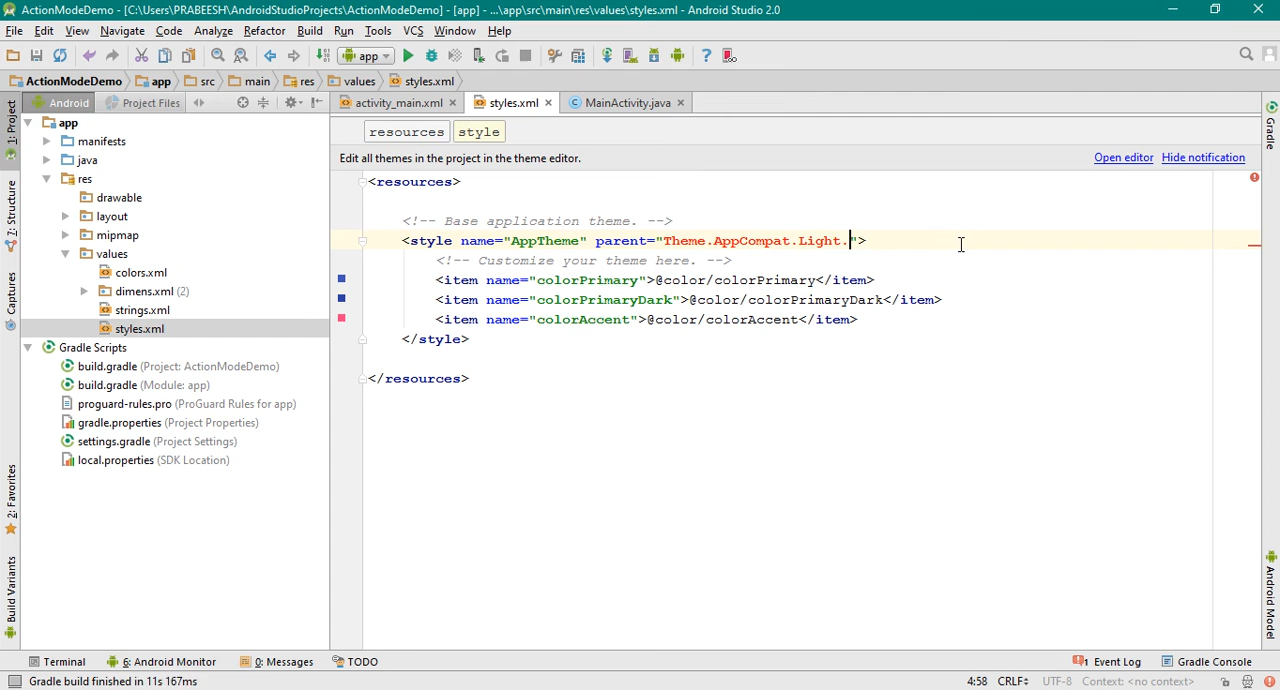 ActionModeDemo - [C:\Users\PRABEESH\AndroidStudioProjects\ActionModeDemo] - [app] - ...\app\src\main\res\values\styles.xml - Android Studio 2.0
File Edit View Navigate Code Analyze Refactor Build Run Tools VCS Window Help
app
ActionModeDemo app src main res values styles.xml
Android Project Files activity_main.xml styles.xml MainActivity.java
resources style
Edit all themes in the project in the theme editor. Open editor Hide notification
1: Project
Z: Structure
Captures
2: Favorites
Build Variants
app
manifests
java
res
drawable
layout
mipmap
values
colors.xml
dimens.xml (2)
strings.xml
styles.xml
Gradle Scripts
build.gradle (Project: ActionModeDemo)
build.gradle (Module: app)
proguard-rules.pro (ProGuard Rules for app)
gradle.properties (Project Properties)
settings.gradle (Project Settings)
local.properties (SDK Location)
<resources>
<!-- Base application theme. -->
<style name="AppTheme" parent="Theme.AppCompat.Light.">
<!-- Customize your theme here. -->
<item name="colorPrimary">@color/colorPrimary</item>
<item name="colorPrimaryDark">@color/colorPrimaryDark</item>
<item name="colorAccent">@color/colorAccent</item>
</style>
</resources>
Gradle
Android Model
Terminal 6: Android Monitor 0: Messages TODO 1 Event Log Gradle Console
Gradle build finished in 11s 167ms 4:58 CRLF UTF-8 Context: <no context>